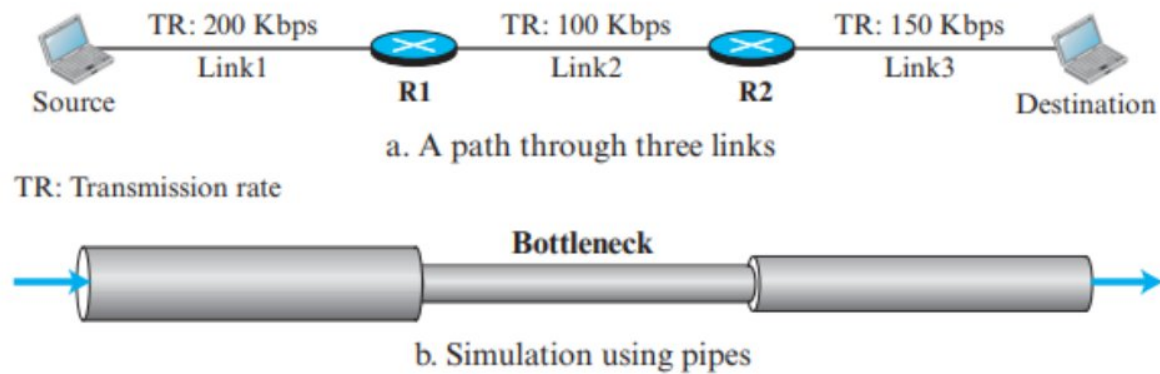 TR: 200 Kbps
TR: 100 Kbps
TR: 150 Kbps
Link1
Link2
Link3
Source
R1
R2
Destination
a. A path through three links
TR: Transmission rate
Bottleneck
b. Simulation using pipes